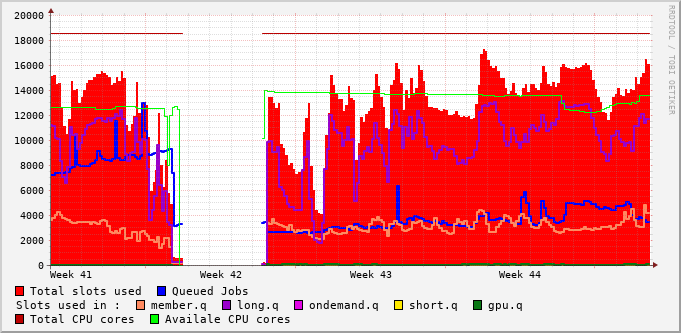 20000
18000
16000
14000
12000
10000
8000
6000
4000
2000
0
Week 41 Week 42 Week 43 Week 44
RRDTOOL / TOBI OETIKER
Total slots used Queued Jobs
Slots used in : member.q long.q ondemand.q short.q gpu.q
Total CPU cores Availale CPU cores